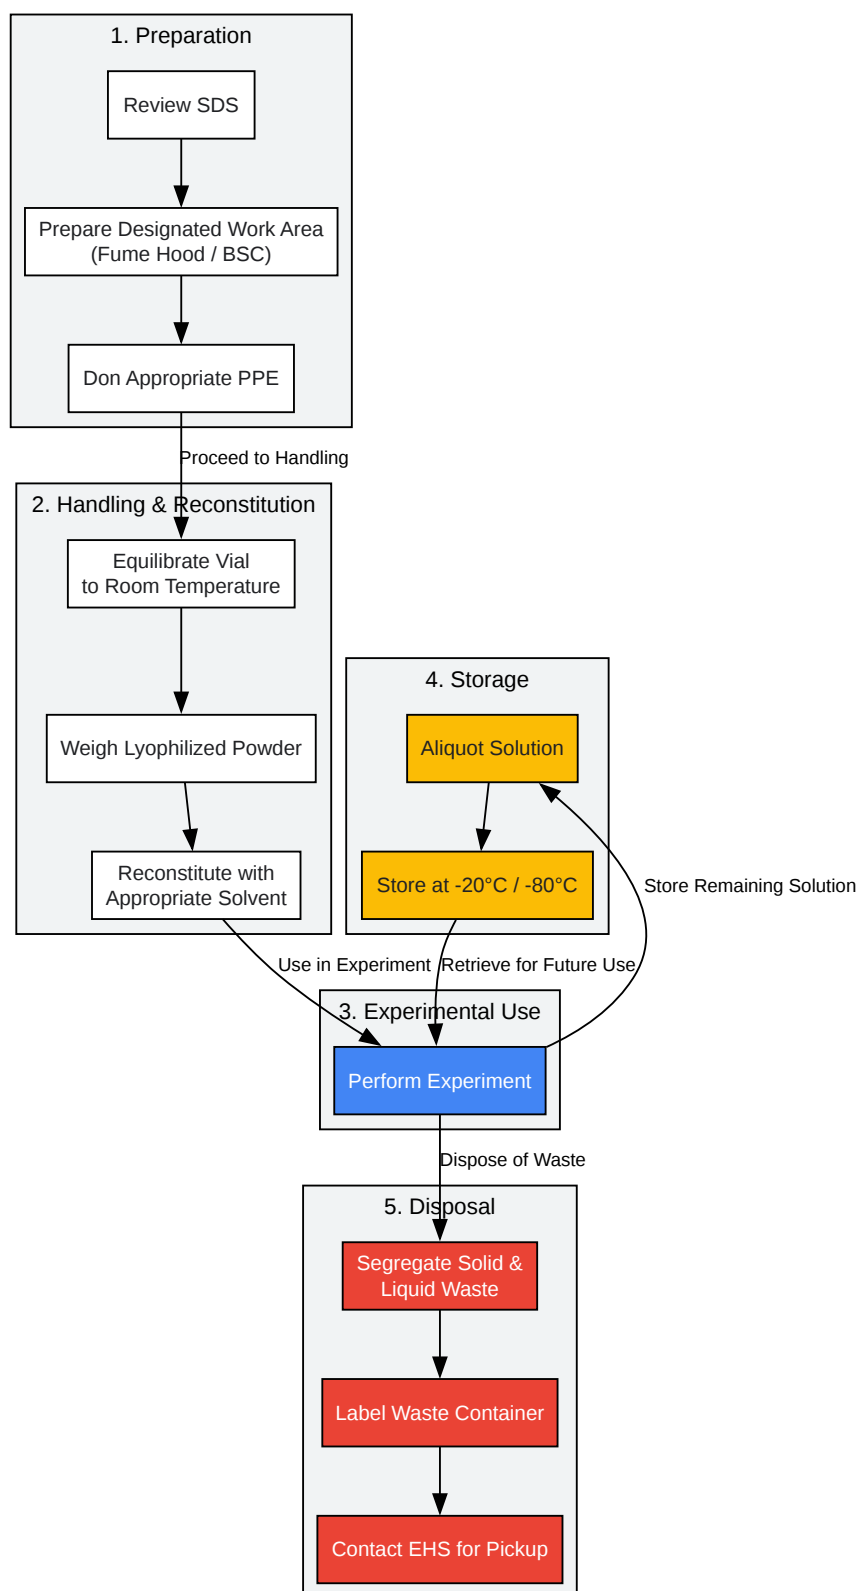 1. Preparation
Review SDS
Prepare Designated Work Area
(Fume Hood / BSC)
Don Appropriate PPE
Proceed to Handling
2. Handling & Reconstitution
Equilibrate Vial
to Room Temperature
Weigh Lyophilized Powder
Reconstitute with
Appropriate Solvent
4. Storage
Aliquot Solution
Store at -20°C / -80°C
Store Remaining Solution
Use in Experiment
Retrieve for Future Use
3. Experimental Use
Perform Experiment
Dispose of Waste
5. Disposal
Segregate Solid &
Liquid Waste
Label Waste Container
Contact EHS for Pickup